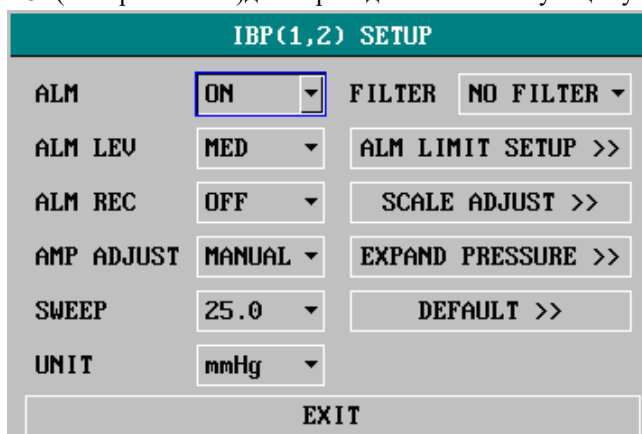 IBP(1,2) SETUP
ALM ON FILTER NO FILTER
ALM LEV MED ALM LIMIT SETUP >>
ALM REC OFF SCALE ADJUST >>
AMP ADJUST MANUAL EXPAND PRESSURE >>
SWEEP 25.0 DEFAULT >>
UNIT mmHg
EXIT